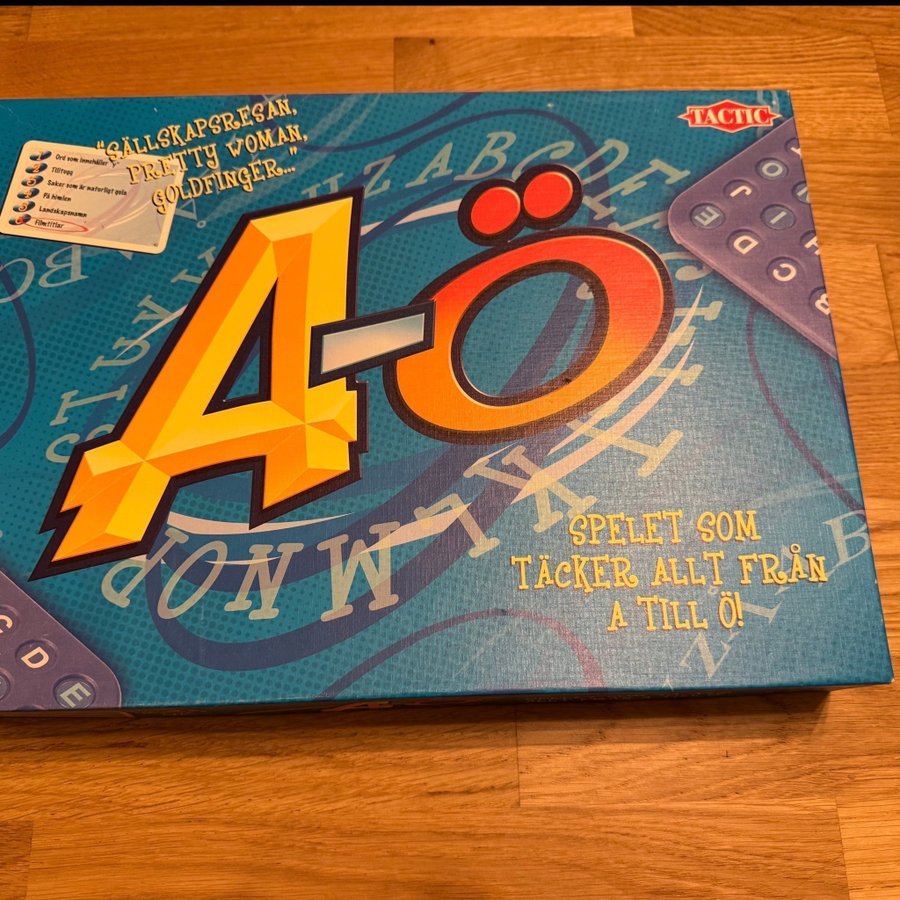 "SÄLLSKAPSRESAN,
PRETTY WOMAN,
GOLDFINGER..."
TACTIC
Ord som innehåller
Tilltugg
Saker som är naturligt gula
På himlen
Landskapsnamn
Filmtitlar
A-Ö
SPELET SOM
TÄCKER ALLT FRÅN
A TILL Ö!